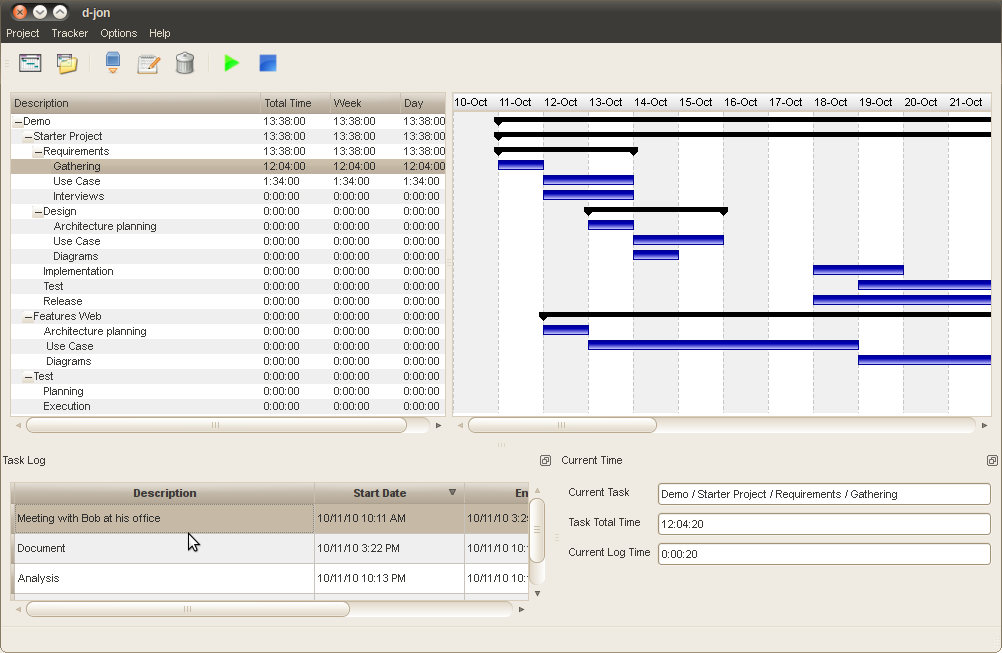 d-jon
Project Tracker Options Help
Description Total Time Week Day
Demo 13:38:00 13:38:00 13:38:00
Starter Project 13:38:00 13:38:00 13:38:00
Requirements 13:38:00 13:38:00 13:38:00
Gathering 12:04:00 12:04:00 12:04:00
Use Case 1:34:00 1:34:00 1:34:00
Interviews 0:00:00 0:00:00 0:00:00
Design 0:00:00 0:00:00 0:00:00
Architecture planning 0:00:00 0:00:00 0:00:00
Use Case 0:00:00 0:00:00 0:00:00
Diagrams 0:00:00 0:00:00 0:00:00
Implementation 0:00:00 0:00:00 0:00:00
Test 0:00:00 0:00:00 0:00:00
Release 0:00:00 0:00:00 0:00:00
Features Web 0:00:00 0:00:00 0:00:00
Architecture planning 0:00:00 0:00:00 0:00:00
Use Case 0:00:00 0:00:00 0:00:00
Diagrams 0:00:00 0:00:00 0:00:00
Test 0:00:00 0:00:00 0:00:00
Planning 0:00:00 0:00:00 0:00:00
Execution 0:00:00 0:00:00 0:00:00
10-Oct 11-Oct 12-Oct 13-Oct 14-Oct 15-Oct 16-Oct 17-Oct 18-Oct 19-Oct 20-Oct 21-Oct
Task Log
Description Start Date En
Meeting with Bob at his office 10/11/10 10:11 AM 10/11/10 3:2
Document 10/11/10 3:22 PM 10/11/10 10:
Analysis 10/11/10 10:13 PM 10/11/10 10:
Current Time
Current Task Demo / Starter Project / Requirements / Gathering
Task Total Time 12:04:20
Current Log Time 0:00:20